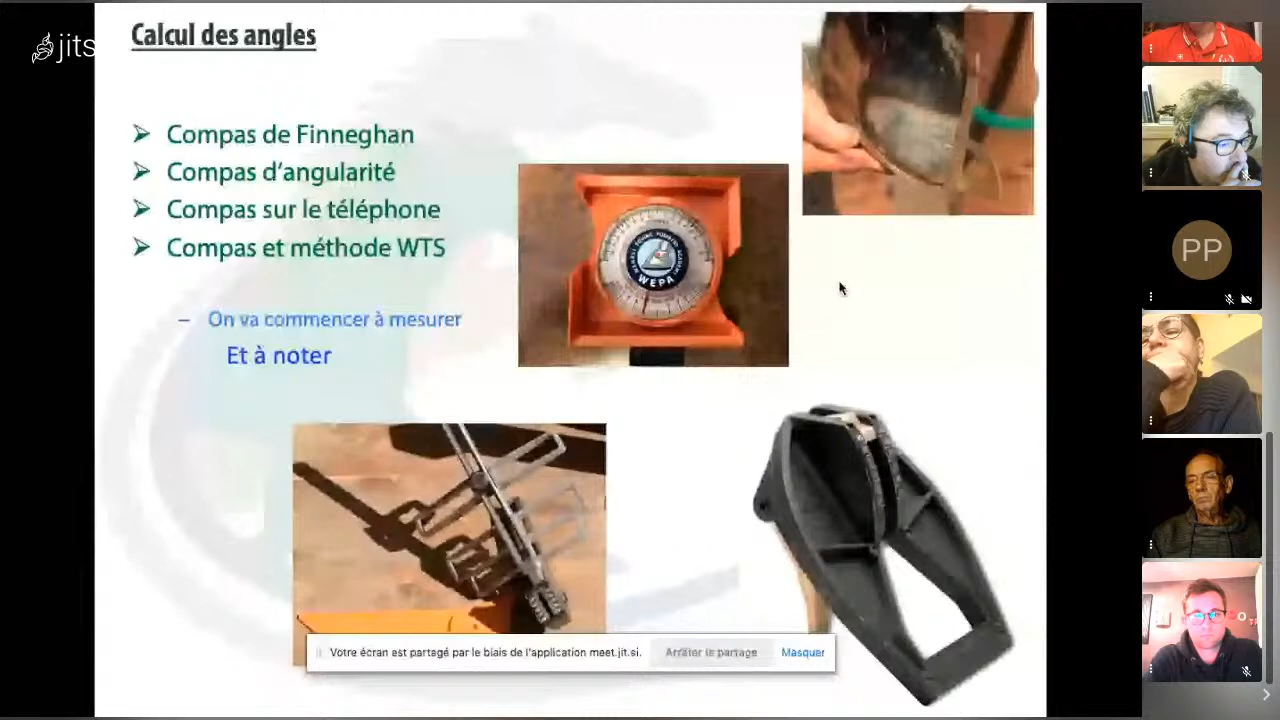 jits
Calcul des angles
Compas de Finneghan
Compas d'angularité
Compas sur le téléphone
Compas et méthode WTS
– On va commencer à mesurer
Et à noter
WEPA
Votre écran est partagé par le biais de l'application meet.jit.si.
Arrêter le partage
Masquer
PP